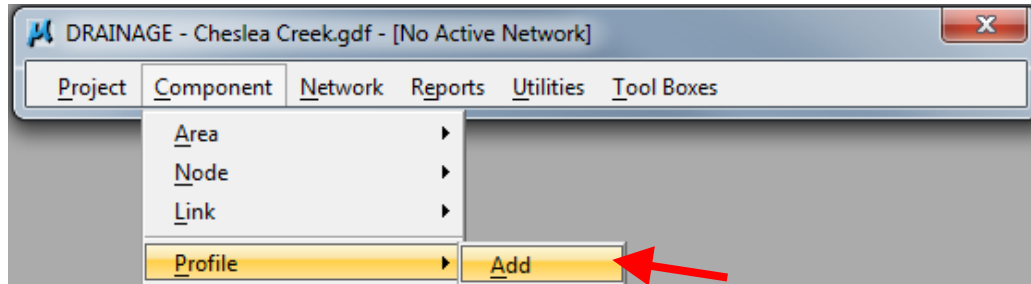 DRAINAGE - Cheslea Creek.gdf - [No Active Network]
Project Component Network Reports Utilities Tool Boxes
Area
Node
Link
Profile Add